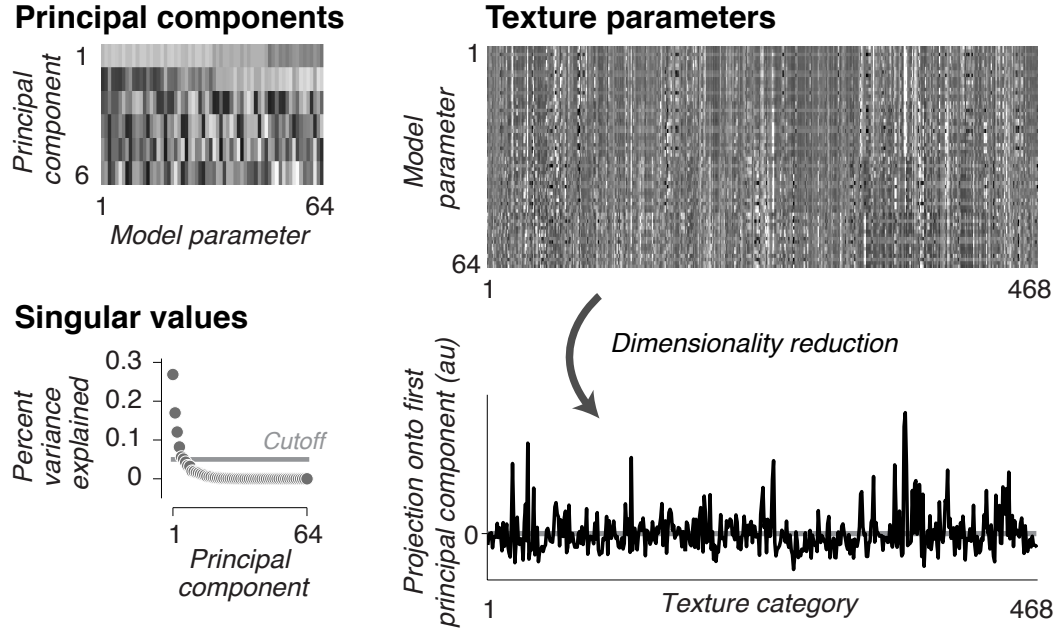 Principal components
Principal
component
1
6
1
64
Model parameter
Texture parameters
Model
parameter
1
64
1
468
Singular values
Percent
variance
explained
0.3
0.2
0.1
0
Cutoff
1
64
Principal
component
Dimensionality reduction
Projection onto first
principal component (au)
0
1
Texture category
468